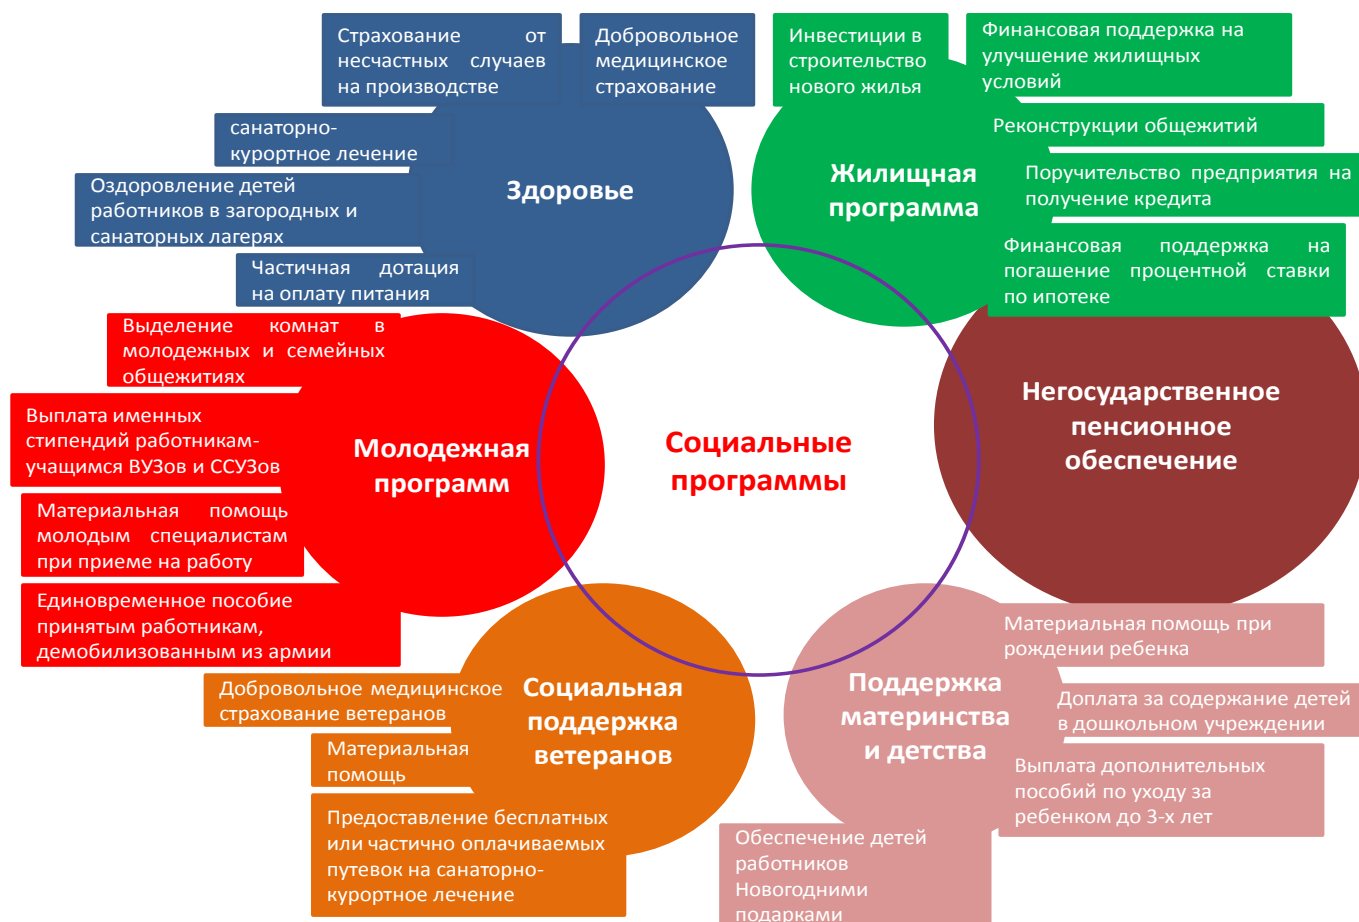 Страхование от
несчастных случаев
на производстве
Добровольное
медицинское
страхование
Инвестиции в
строительство
нового жилья
Финансовая поддержка на
улучшение жилищных
условий
санаторно-
курортное лечение
Реконструкции общежитий
Оздоровление детей
работников в загородных и
санаторных лагерях
Здоровье
Жилищная
программа
Поручительство предприятия на
получение кредита
Частичная дотация
на оплату питания
Финансовая поддержка на
погашение процентной ставки
по ипотеке
Выделение комнат в
молодежных и семейных
общежитиях
Негосударственное
пенсионное
обеспечение
Выплата именных
стипендий работникам-
учащимся ВУЗов и ССУЗов
Молодежная
программ
Социальные
программы
Материальная помощь
молодым специалистам
при приеме на работу
Единовременное пособие
принятым работникам,
демобилизованным из армии
Материальная помощь при
рождении ребенка
Добровольное медицинское
страхование ветеранов
Социальная
поддержка
ветеранов
Поддержка
материнства
и детства
Доплата за содержание детей
в дошкольном учреждении
Материальная
помощь
Выплата дополнительных
пособий по уходу за
ребенком до 3-х лет
Предоставление бесплатных
или частично оплачиваемых
путевок на санаторно-
курортное лечение
Обеспечение детей
работников
Новогодними
подарками